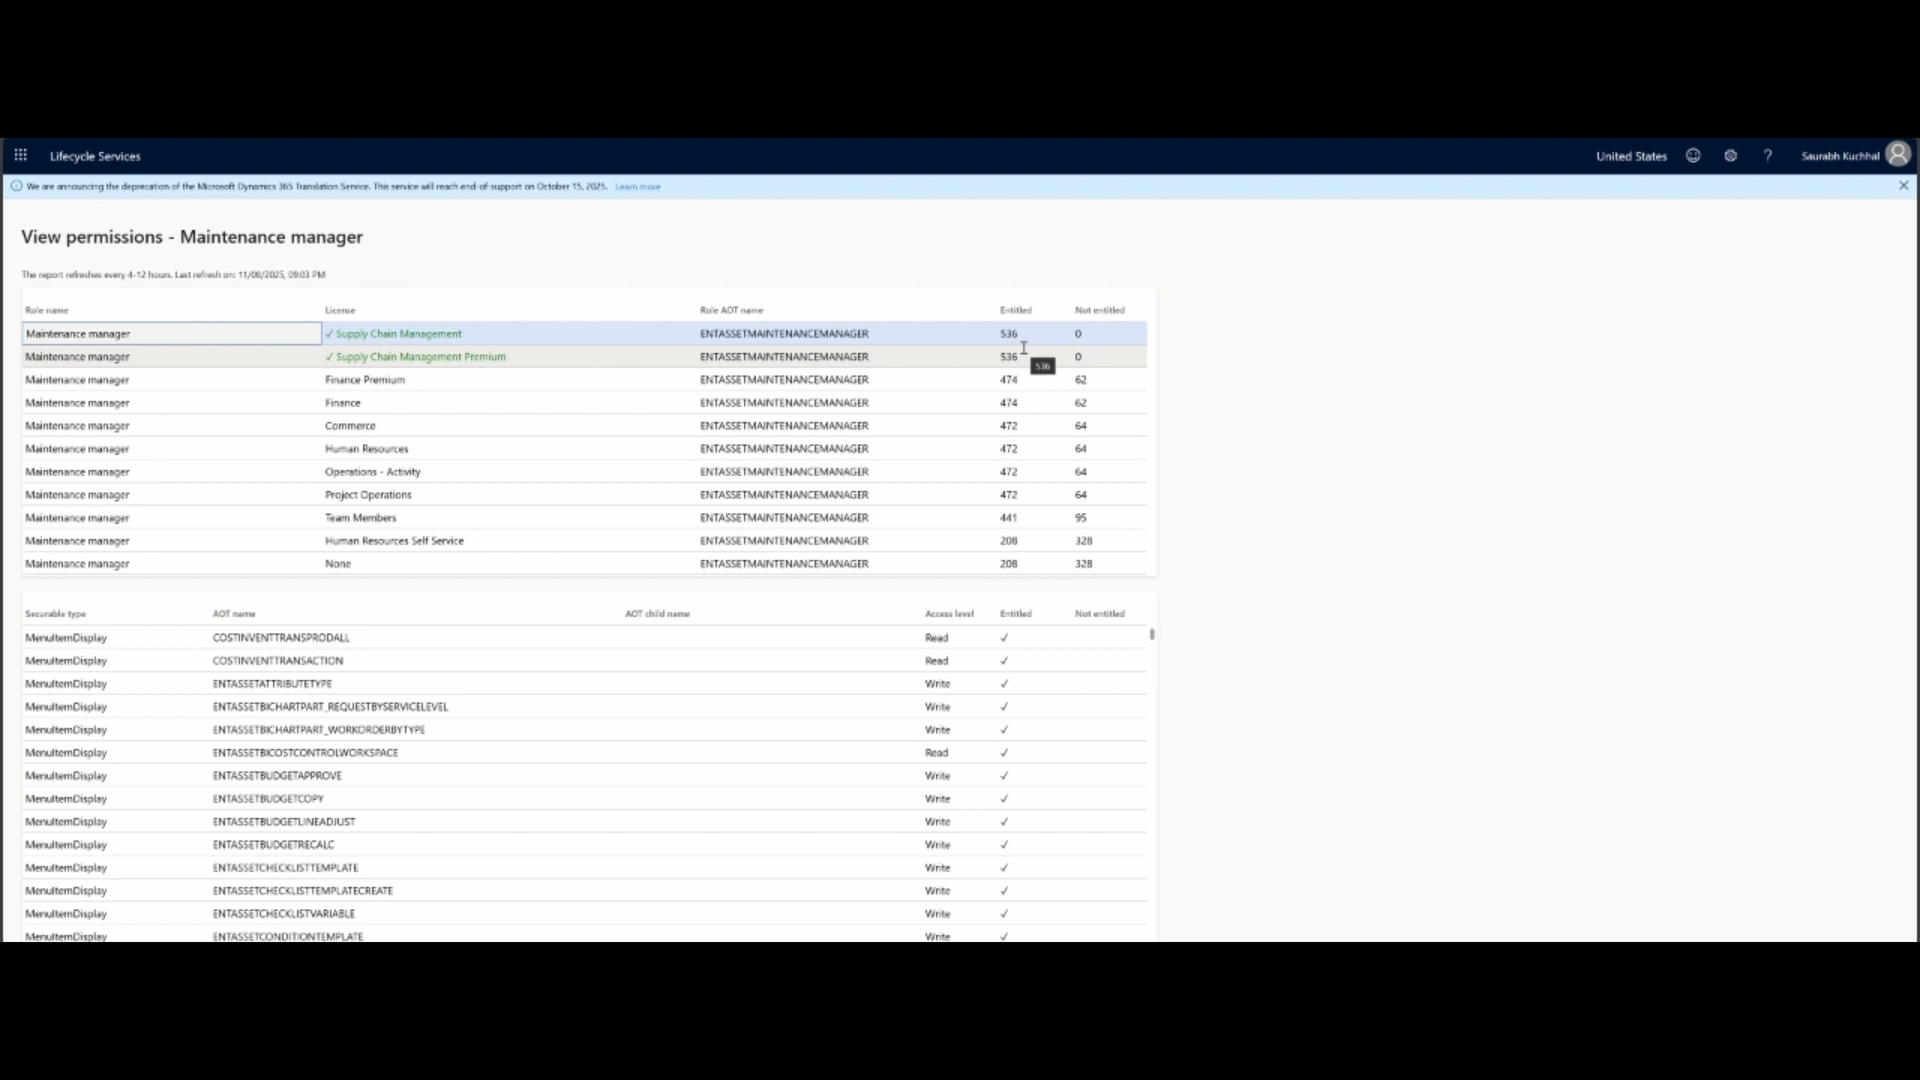 Lifecycle Services United States ? Saurabh Kuchhal
We are announcing the deprecation of the Microsoft Dynamics 365 Translation Service. This service will reach end-of-support on October 15, 2025. Learn more
View permissions - Maintenance manager
The report refreshes every 4-12 hours. Last refresh on: 11/08/2025, 09:03 PM
Role name License Role AOT name Entitled Not entitled
Maintenance manager ✓ Supply Chain Management ENTASSETMAINTENANCEMANAGER 536 0
Maintenance manager ✓ Supply Chain Management Premium ENTASSETMAINTENANCEMANAGER 536 0
536
Maintenance manager Finance Premium ENTASSETMAINTENANCEMANAGER 474 62
Maintenance manager Finance ENTASSETMAINTENANCEMANAGER 474 62
Maintenance manager Commerce ENTASSETMAINTENANCEMANAGER 472 64
Maintenance manager Human Resources ENTASSETMAINTENANCEMANAGER 472 64
Maintenance manager Operations - Activity ENTASSETMAINTENANCEMANAGER 472 64
Maintenance manager Project Operations ENTASSETMAINTENANCEMANAGER 472 64
Maintenance manager Team Members ENTASSETMAINTENANCEMANAGER 441 95
Maintenance manager Human Resources Self Service ENTASSETMAINTENANCEMANAGER 208 328
Maintenance manager None ENTASSETMAINTENANCEMANAGER 208 328
Securable type AOT name AOT child name Access level Entitled Not entitled
MenuItemDisplay COSTINVENTTRANSPRODALL Read ✓
MenuItemDisplay COSTINVENTTRANSACTION Read ✓
MenuItemDisplay ENTASSETATTRIBUTETYPE Write ✓
MenuItemDisplay ENTASSETBICHARTPART_REQUESTBYSERVICELEVEL Write ✓
MenuItemDisplay ENTASSETBICHARTPART_WORKORDERBYTYPE Write ✓
MenuItemDisplay ENTASSETBICOSTCONTROLWORKSPACE Read ✓
MenuItemDisplay ENTASSETBUDGETAPPROVE Write ✓
MenuItemDisplay ENTASSETBUDGETCOPY Write ✓
MenuItemDisplay ENTASSETBUDGETLINEADJUST Write ✓
MenuItemDisplay ENTASSETBUDGETRECALC Write ✓
MenuItemDisplay ENTASSETCHECKLISTTEMPLATE Write ✓
MenuItemDisplay ENTASSETCHECKLISTTEMPLATECREATE Write ✓
MenuItemDisplay ENTASSETCHECKLISTVARIABLE Write ✓
MenuItemDisplay ENTASSETCONDITIONTEMPLATE Write ✓